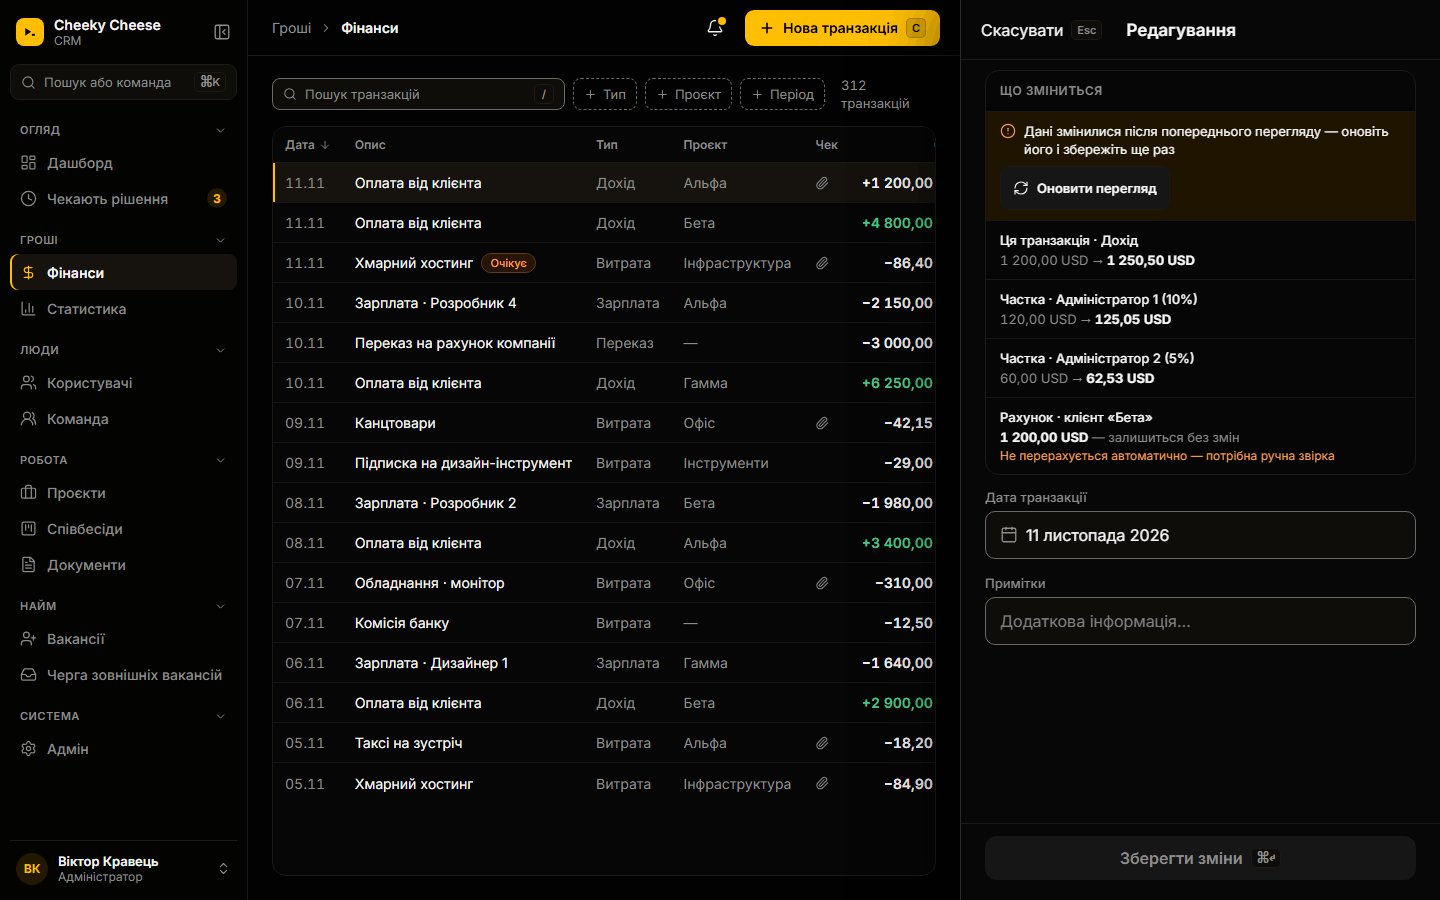 Cheeky Cheese
CRM
Пошук або команда ⌘K
ОГЛЯД
Дашборд
Чекають рішення 3
ГРОШІ
Фінанси
Статистика
ЛЮДИ
Користувачі
Команда
РОБОТА
Проєкти
Співбесіди
Документи
НАЙМ
Вакансії
Черга зовнішніх вакансій
СИСТЕМА
Адмін
ВК
Віктор Кравець
Адміністратор
Гроші Фінанси
Нова транзакція C
Пошук транзакцій /
Тип
Проєкт
Період
312
транзакцій
Дата ↓ Опис Тип Проєкт Чек
11.11 Оплата від клієнта Дохід Альфа +1 200,00
11.11 Оплата від клієнта Дохід Бета +4 800,00
11.11 Хмарний хостинг Очікує Витрата Інфраструктура −86,40
10.11 Зарплата · Розробник 4 Зарплата Альфа −2 150,00
10.11 Переказ на рахунок компанії Переказ — −3 000,00
10.11 Оплата від клієнта Дохід Гамма +6 250,00
09.11 Канцтовари Витрата Офіс −42,15
09.11 Підписка на дизайн-інструмент Витрата Інструменти −29,00
08.11 Зарплата · Розробник 2 Зарплата Бета −1 980,00
08.11 Оплата від клієнта Дохід Альфа +3 400,00
07.11 Обладнання · монітор Витрата Офіс −310,00
07.11 Комісія банку Витрата — −12,50
06.11 Зарплата · Дизайнер 1 Зарплата Гамма −1 640,00
06.11 Оплата від клієнта Дохід Бета +2 900,00
05.11 Таксі на зустріч Витрата Альфа −18,20
05.11 Хмарний хостинг Витрата Інфраструктура −84,90
Скасувати Esc Редагування
ЩО ЗМІНИТЬСЯ
Дані змінилися після попереднього перегляду — оновіть
його і збережіть ще раз
Оновити перегляд
Ця транзакція · Дохід
1 200,00 USD → 1 250,50 USD
Частка · Адміністратор 1 (10%)
120,00 USD → 125,05 USD
Частка · Адміністратор 2 (5%)
60,00 USD → 62,53 USD
Рахунок · клієнт «Бета»
1 200,00 USD — залишиться без змін
Не перерахується автоматично — потрібна ручна звірка
Дата транзакції
11 листопада 2026
Примітки
Додаткова інформація...
Зберегти зміни ⌘↵